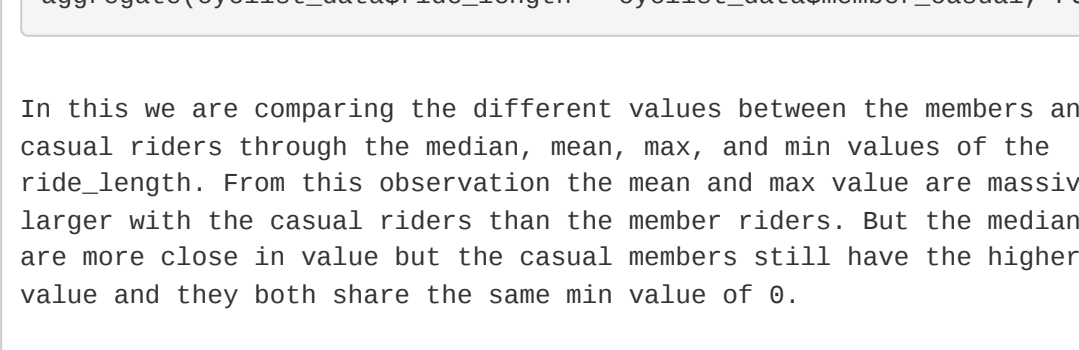 In this we are comparing the different values between the members an
casual riders through the median, mean, max, and min values of the
ride_length. From this observation the mean and max value are massiv
larger with the casual riders than the member riders. But the median
are more close in value but the casual members still have the higher
value and they both share the same min value of 0.